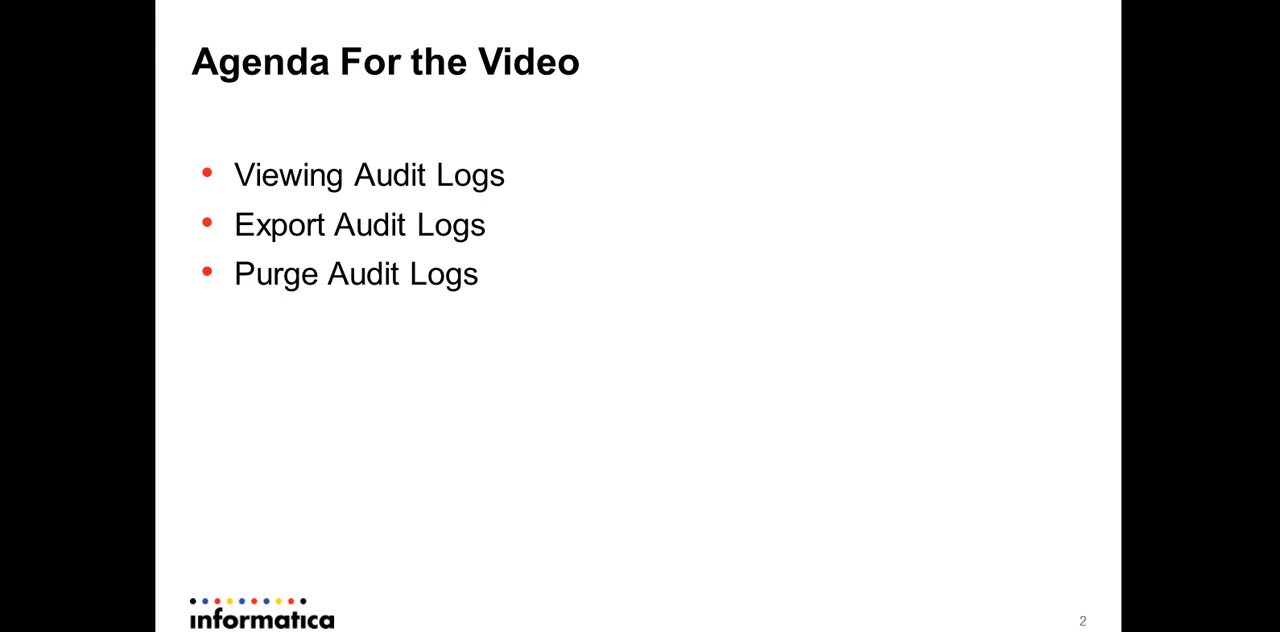 Agenda For the Video
• Viewing Audit Logs
• Export Audit Logs
• Purge Audit Logs
informatica
2